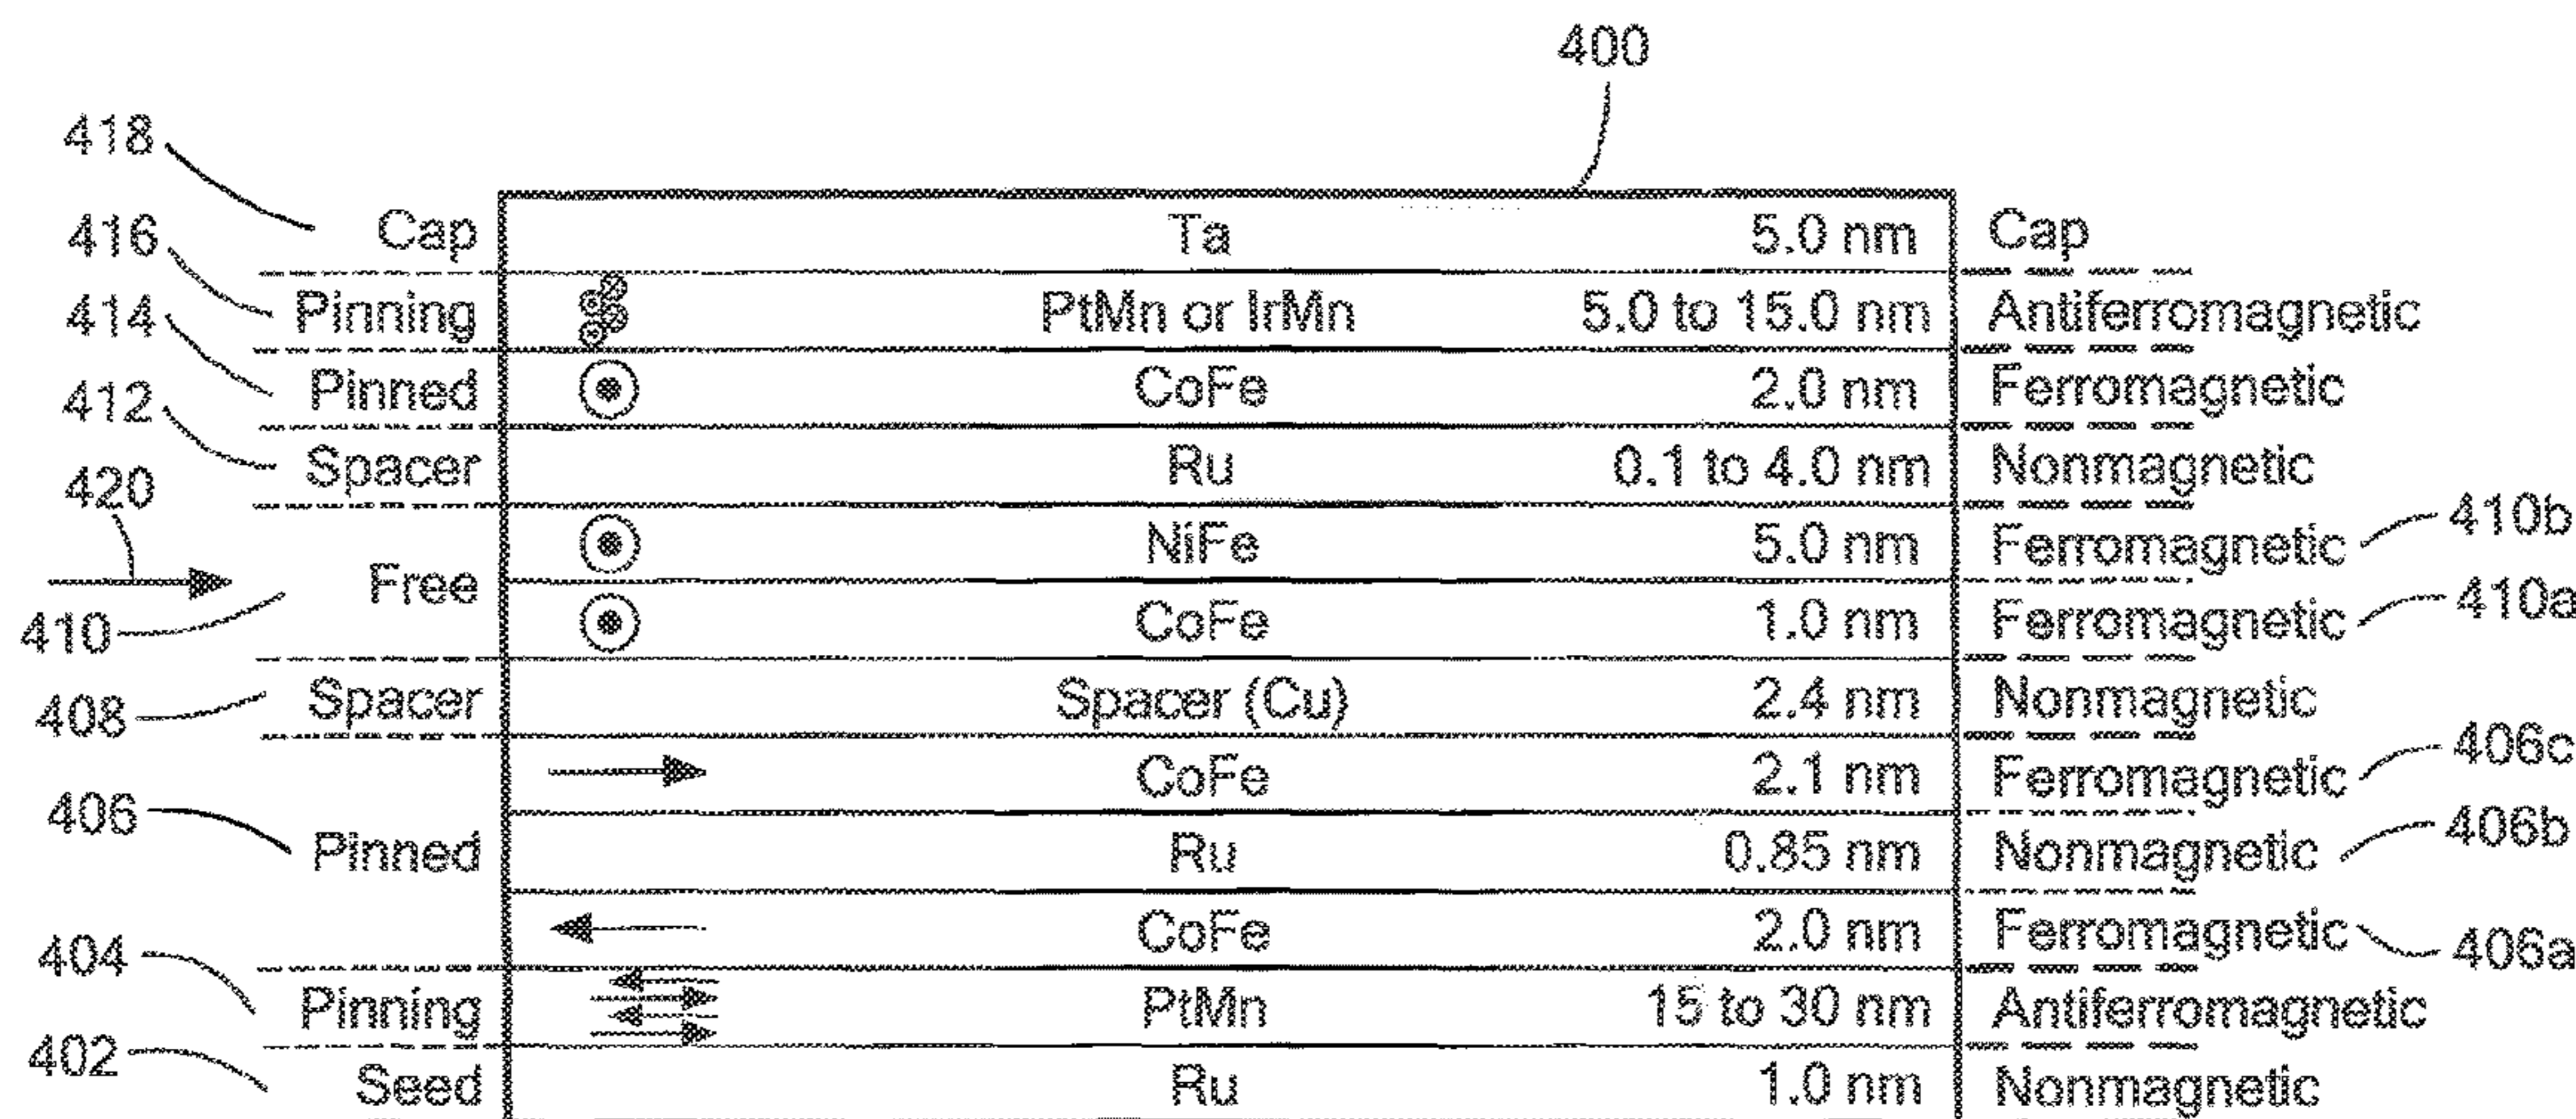 400
418 Cap Ta 5.0 nm Cap
416 Pinning PtMn or IrMn 5.0 to 15.0 nm Antiferromagnetic
414 Pinned CoFe 2.0 nm Ferromagnetic
412 Spacer Ru 0.1 to 4.0 nm Nonmagnetic
420 NiFe 5.0 nm Ferromagnetic 410b
410 Free CoFe 1.0 nm Ferromagnetic 410a
408 Spacer Spacer (Cu) 2.4 nm Nonmagnetic
CoFe 2.1 nm Ferromagnetic 406c
406 Pinned Ru 0.85 nm Nonmagnetic 406b
CoFe 2.0 nm Ferromagnetic 406a
404 Pinning PtMn 15 to 30 nm Antiferromagnetic
402 Seed Ru 1.0 nm Nonmagnetic